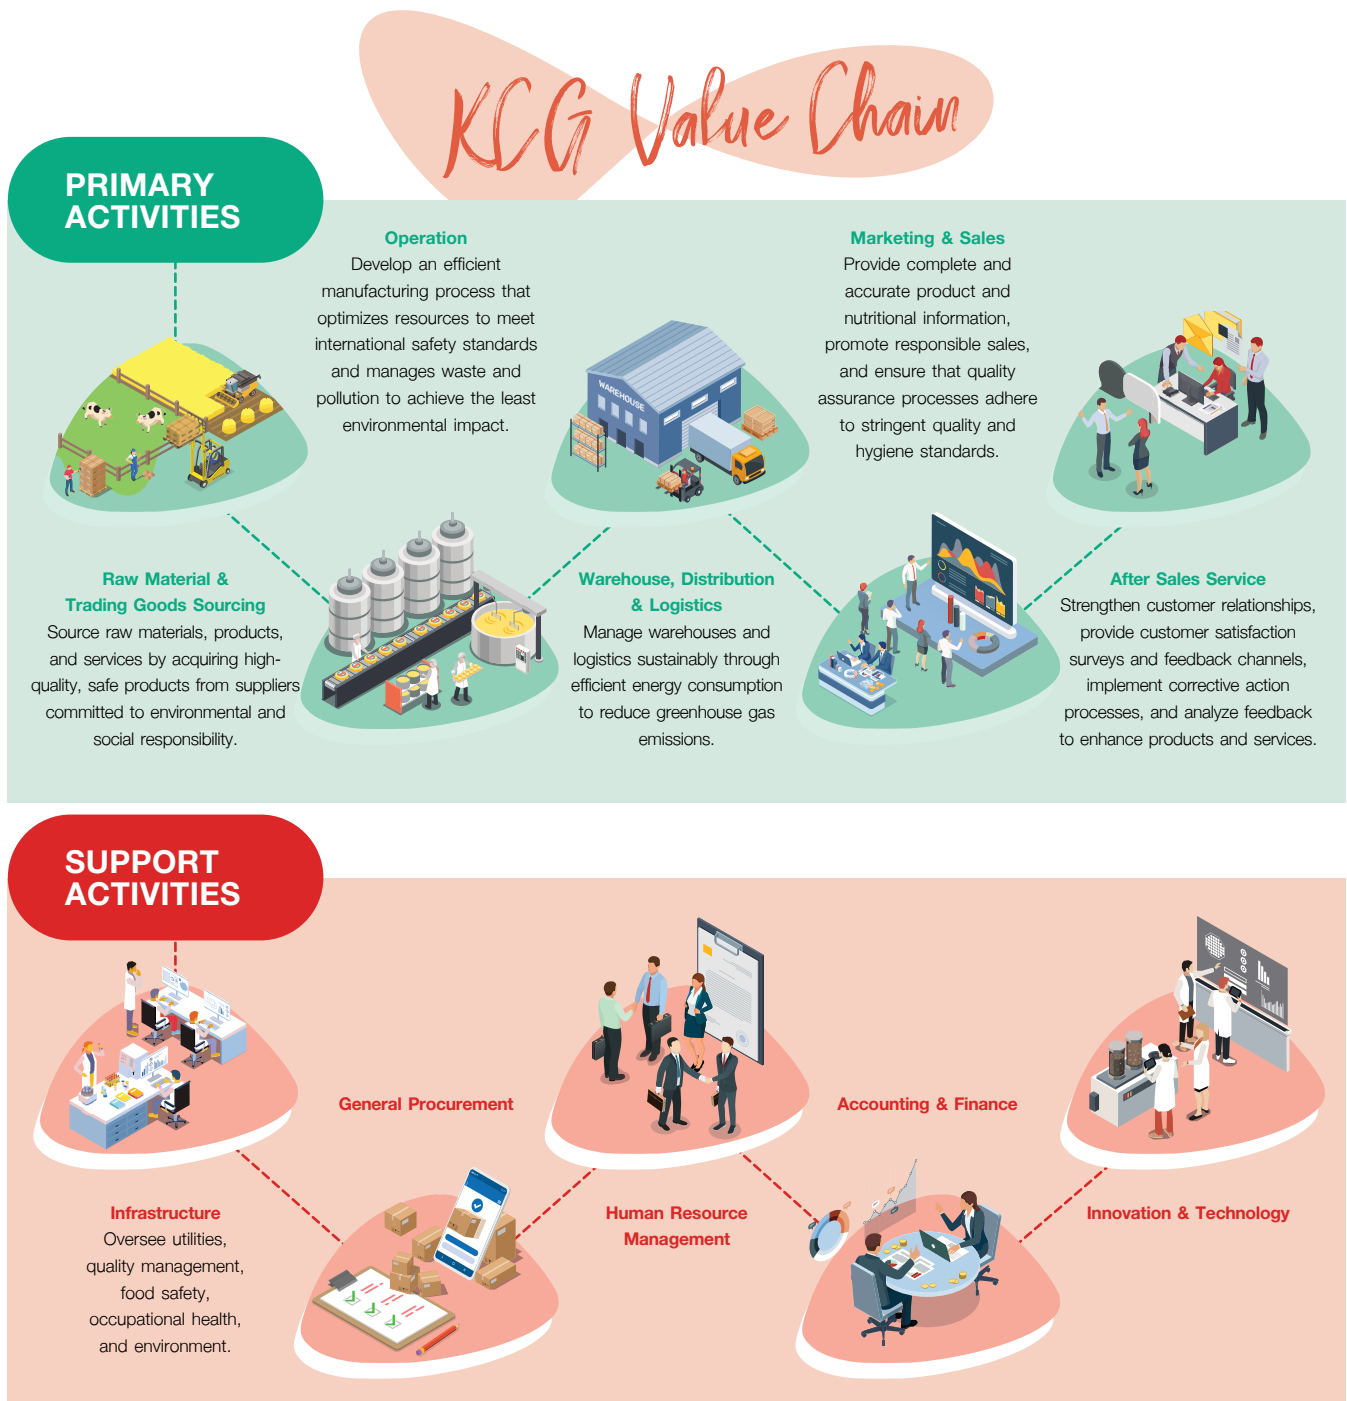 KCG Value Chain
PRIMARY
ACTIVITIES
Operation
Develop an efficient
manufacturing process that
optimizes resources to meet
international safety standards
and manages waste and
pollution to achieve the least
environmental impact.
Marketing & Sales
Provide complete and
accurate product and
nutritional information,
promote responsible sales,
and ensure that quality
assurance processes adhere
to stringent quality and
hygiene standards.
WAREHOUSE
Raw Material &
Trading Goods Sourcing
Source raw materials, products,
and services by acquiring high-
quality, safe products from suppliers
committed to environmental and
social responsibility.
Warehouse, Distribution
& Logistics
Manage warehouses and
logistics sustainably through
efficient energy consumption
to reduce greenhouse gas
emissions.
After Sales Service
Strengthen customer relationships,
provide customer satisfaction
surveys and feedback channels,
implement corrective action
processes, and analyze feedback
to enhance products and services.
SUPPORT
ACTIVITIES
General Procurement
Accounting & Finance
Infrastructure
Oversee utilities,
quality management,
food safety,
occupational health,
and environment.
Human Resource
Management
Innovation & Technology